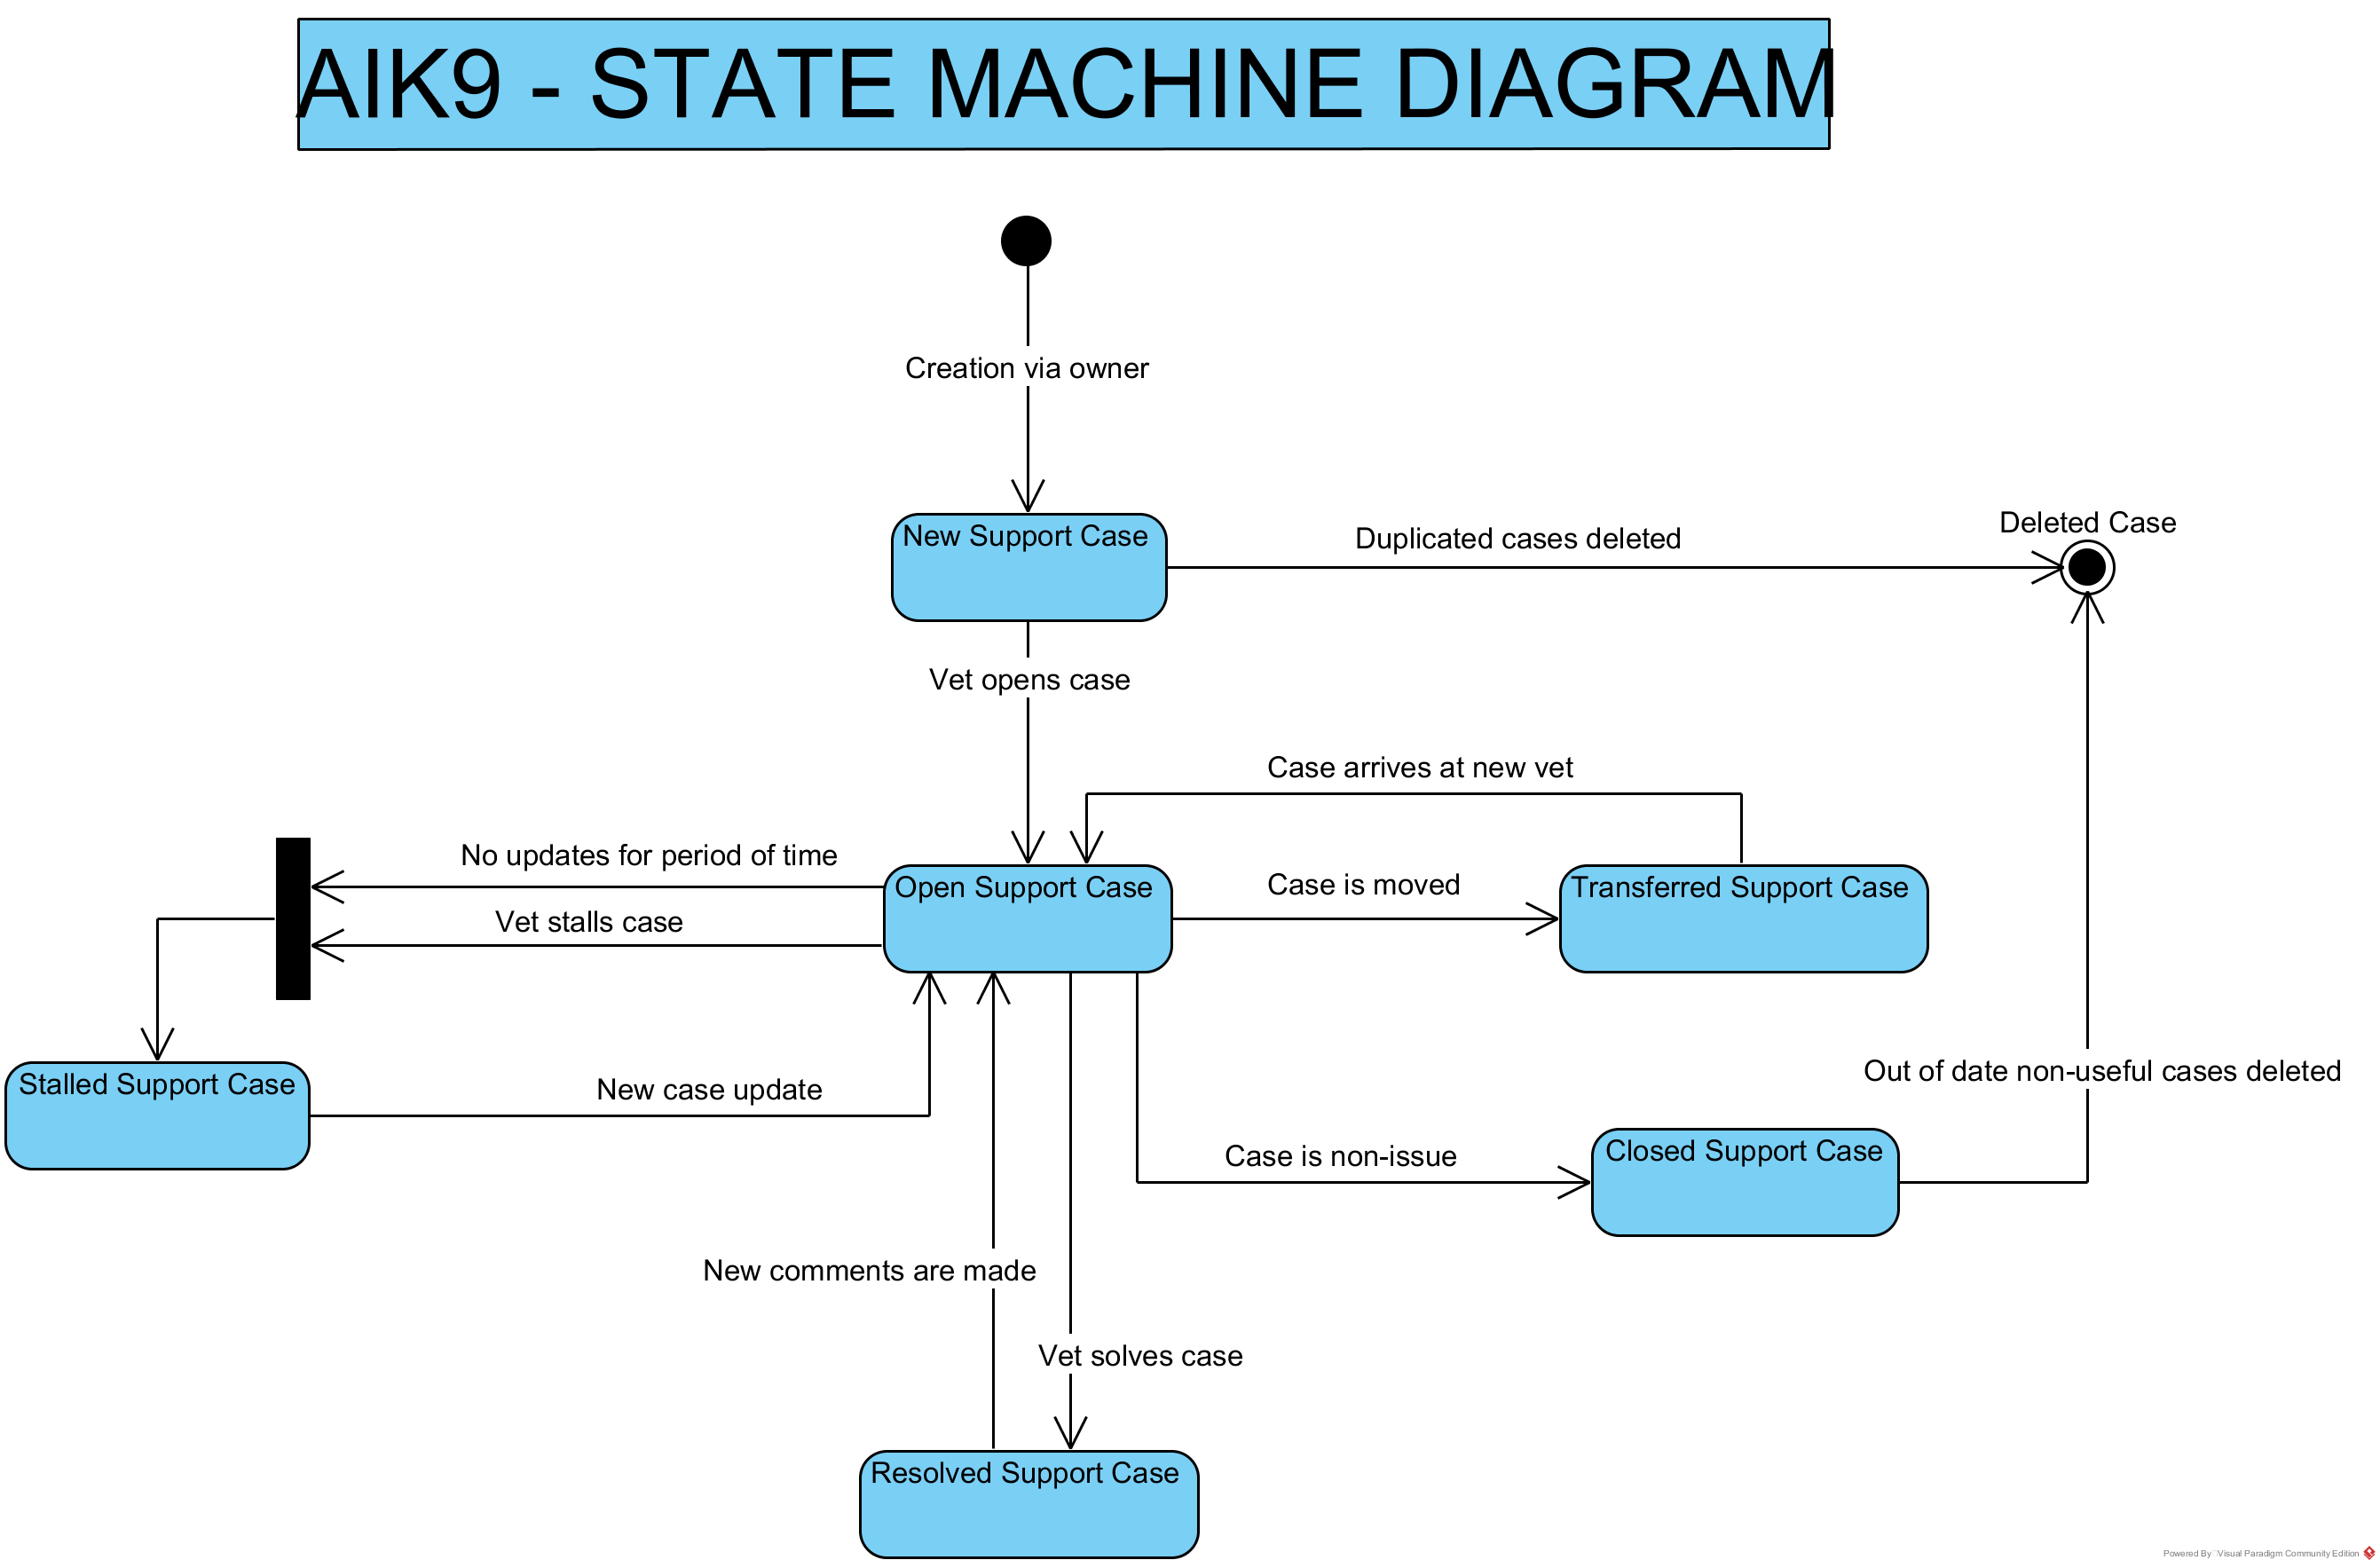 AIK9 - STATE MACHINE DIAGRAM
Creation via owner
New Support Case
Duplicated cases deleted
Deleted Case
Vet opens case
Case arrives at new vet
No updates for period of time
Open Support Case
Case is moved
Transferred Support Case
Vet stalls case
Stalled Support Case
New case update
Out of date non-useful cases deleted
Case is non-issue
Closed Support Case
New comments are made
Vet solves case
Resolved Support Case
Powered By Visual Paradigm Community Edition